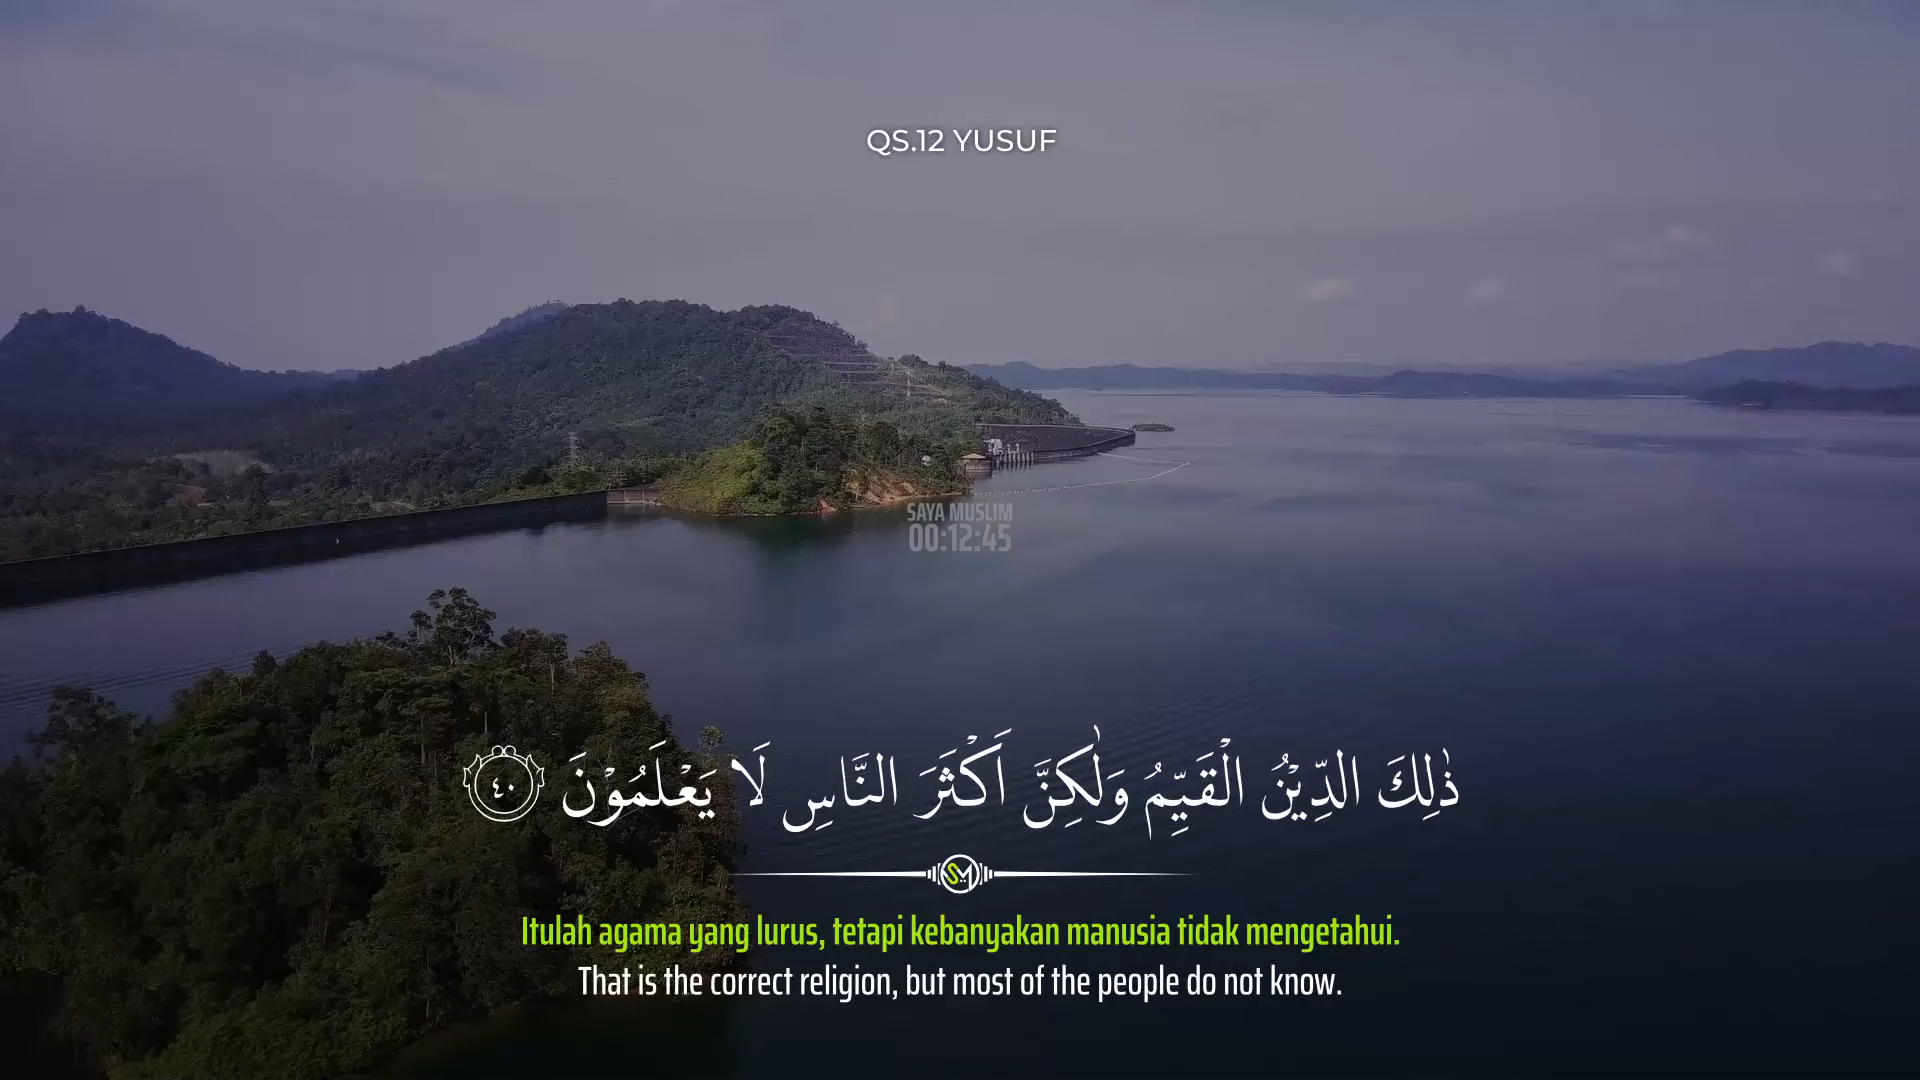 QS.12 YUSUF
SAYA MUSLIM
00:12:45
ذٰلِكَ الدِّيْنُ الْقَيِّمُ وَلٰكِنَّ اَكْثَرَ النَّاسِ لَا يَعْلَمُوْنَ ٤٠
SM
Itulah agama yang lurus, tetapi kebanyakan manusia tidak mengetahui.
That is the correct religion, but most of the people do not know.